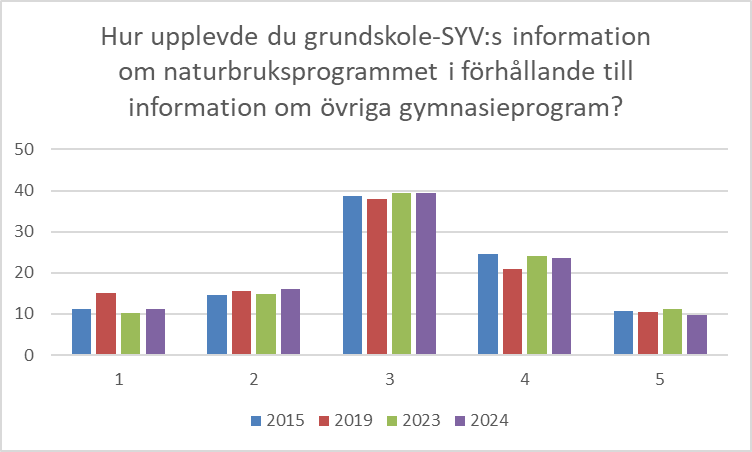 Hur upplevde du grundskole-SYV:s information
om naturbruksprogrammet i förhållande till
information om övriga gymnasieprogram?
50
40
30
20
10
0
1 2 3 4 5
2015 2019 2023 2024